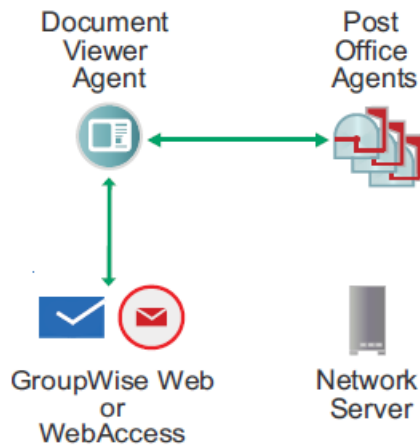 Document
Viewer
Agent
Post
Office
Agents
GroupWise Web
or
WebAccess
Network
Server